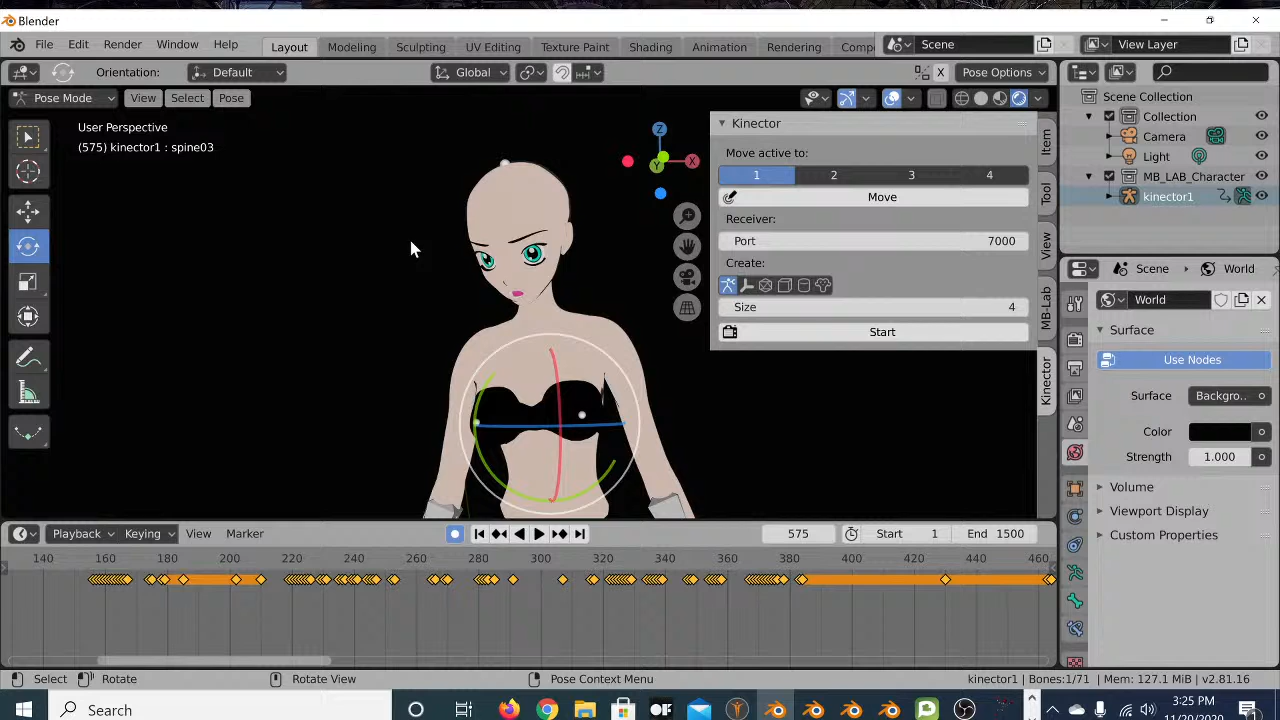 Blender
File Edit Render Window Help
Layout Modeling Sculpting UV Editing Texture Paint Shading Animation Rendering Comp
Scene
View Layer
Orientation: Default
Global
X
Pose Options
Pose Mode View Select Pose
User Perspective
(575) kinector1 : spine03
Z
Y
X
Kinector
Move active to:
1 2 3 4
Move
Receiver:
Port 7000
Create:
Size 4
Start
Item
Tool
View
MB-Lab
Kinector
Scene Collection
Collection
Camera
Light
MB_LAB_Character
kinector1
Scene World
World
Surface
Use Nodes
Surface Backgro..
Color
Strength 1.000
Volume
Viewport Display
Custom Properties
Playback Keying View Marker
575 Start 1 End 1500
140 160 180 200 220 240 260 280 300 320 340 360 380 400 420 440 460
Select Rotate Rotate View Pose Context Menu
kinector1 | Bones:1/71 | Mem: 127.1 MiB | v2.81.16
Search
3:25 PM
11/20/2020